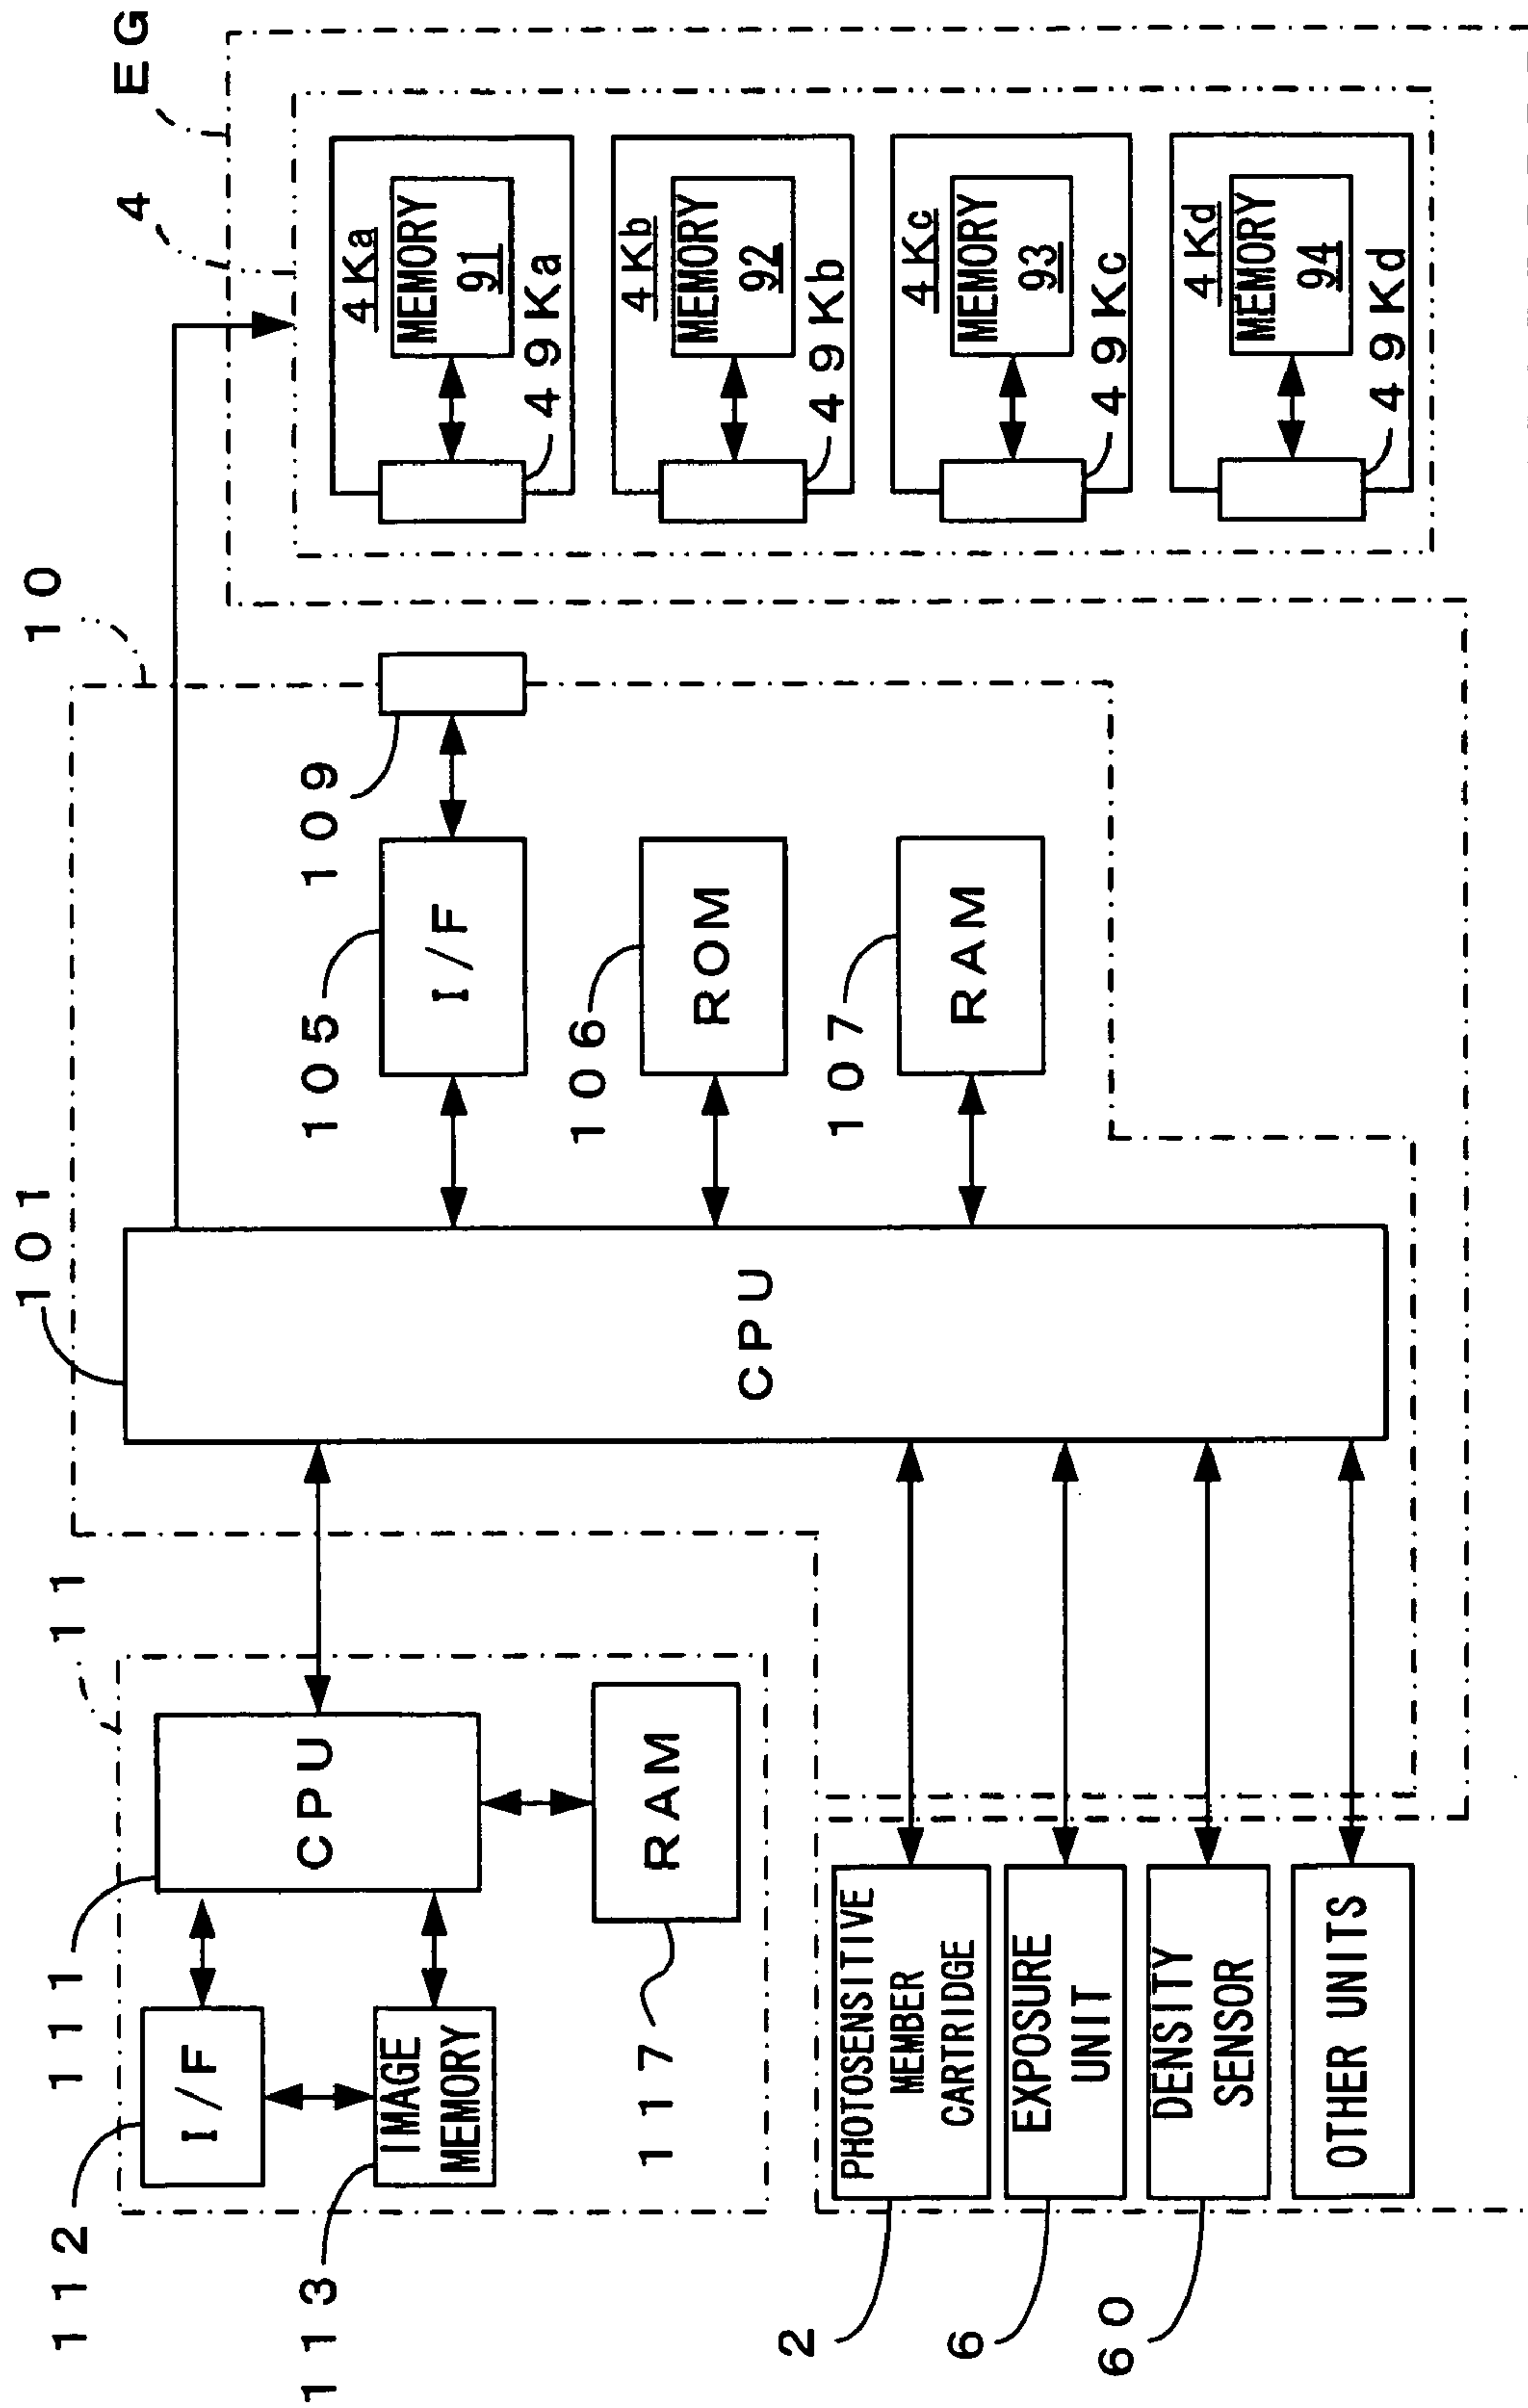 112
I/F
113
IMAGE
MEMORY
111
CPU
117
RAM
11
101
CPU
10
105
I/F
109
106
ROM
107
RAM
2
PHOTOSENSITIVE
MEMBER
CARTRIDGE
6
EXPOSURE
UNIT
60
DENSITY
SENSOR
OTHER UNITS
4
EG
4Ka
MEMORY
91
49Ka
4Kb
MEMORY
92
49Kb
4Kc
MEMORY
93
49Kc
4Kd
MEMORY
94
49Kd